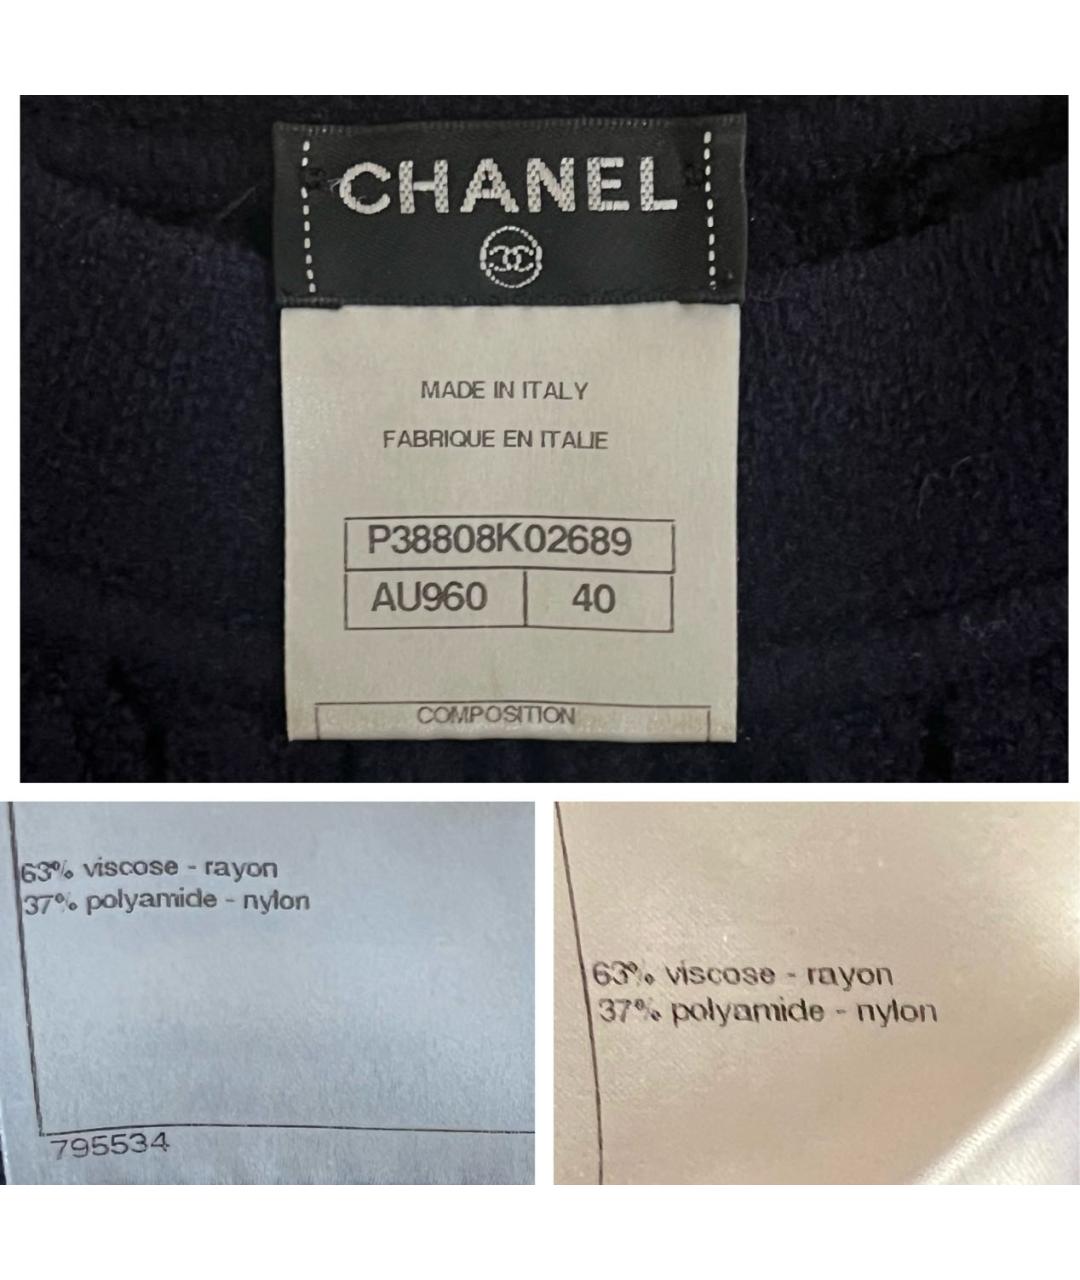 CHANEL
MADE IN ITALY
FABRIQUE EN ITALIE
P38808K02689
AU960 40
COMPOSITION
63% viscose - rayon
37% polyamide - nylon
795534
63% viscose - rayon
37% polyamide - nylon